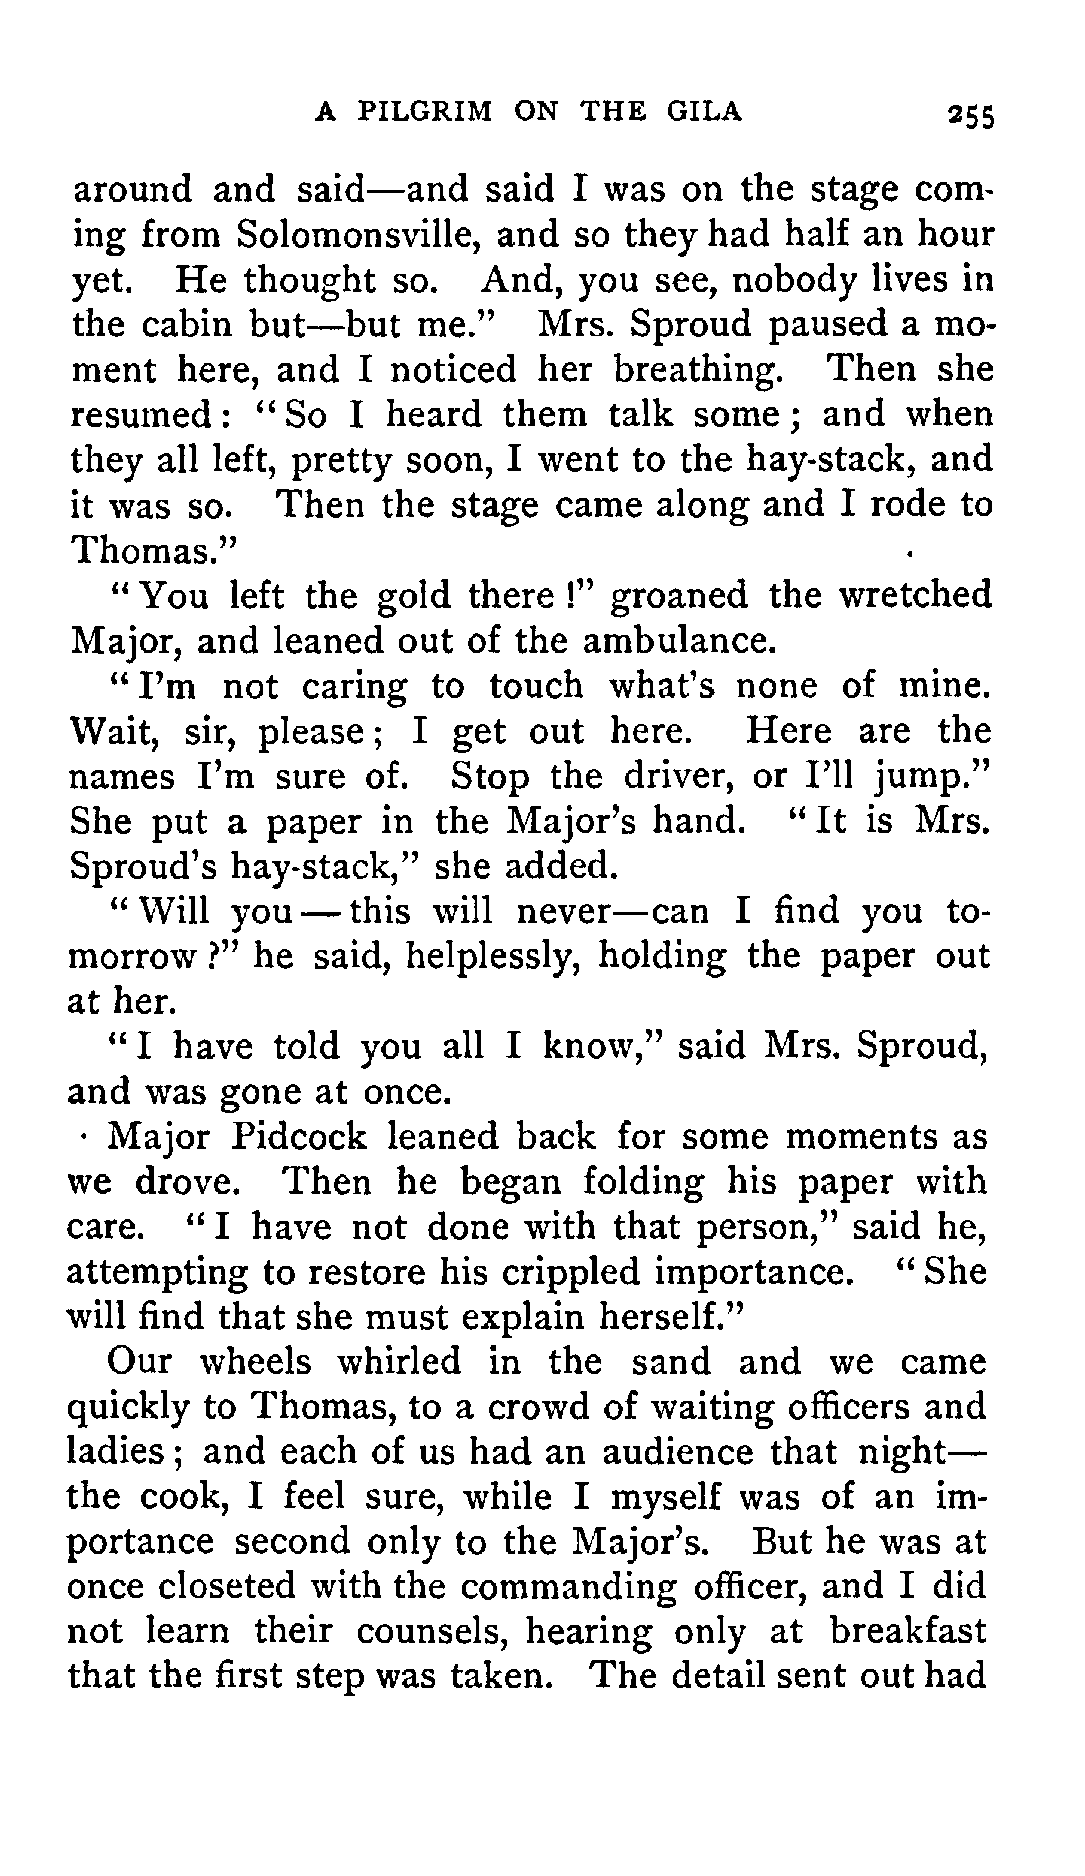 A PILGRIM ON THE GILA 255
around and said—and said I was on the stage com-
ing from Solomonsville, and so they had half an hour
yet. He thought so. And, you see, nobody lives in
the cabin but—but me." Mrs. Sproud paused a mo-
ment here, and I noticed her breathing. Then she
resumed: "So I heard them talk some; and when
they all left, pretty soon, I went to the hay-stack, and
it was so. Then the stage came along and I rode to
Thomas."
"You left the gold there!" groaned the wretched
Major, and leaned out of the ambulance.
"I'm not caring to touch what's none of mine.
Wait, sir, please; I get out here. Here are the
names I'm sure of. Stop the driver, or I'll jump."
She put a paper in the Major's hand. "It is Mrs.
Sproud's hay-stack," she added.
"Will you—this will never—can I find you to-
morrow?" he said, helplessly, holding the paper out
at her.
"I have told you all I know," said Mrs. Sproud,
and was gone at once.
Major Pidcock leaned back for some moments as
we drove. Then he began folding his paper with
care. "I have not done with that person," said he,
attempting to restore his crippled importance. "She
will find that she must explain herself."
Our wheels whirled in the sand and we came
quickly to Thomas, to a crowd of waiting officers and
ladies; and each of us had an audience that night—
the cook, I feel sure, while I myself was of an im-
portance second only to the Major's. But he was at
once closeted with the commanding officer, and I did
not learn their counsels, hearing only at breakfast
that the first step was taken. The detail sent out had